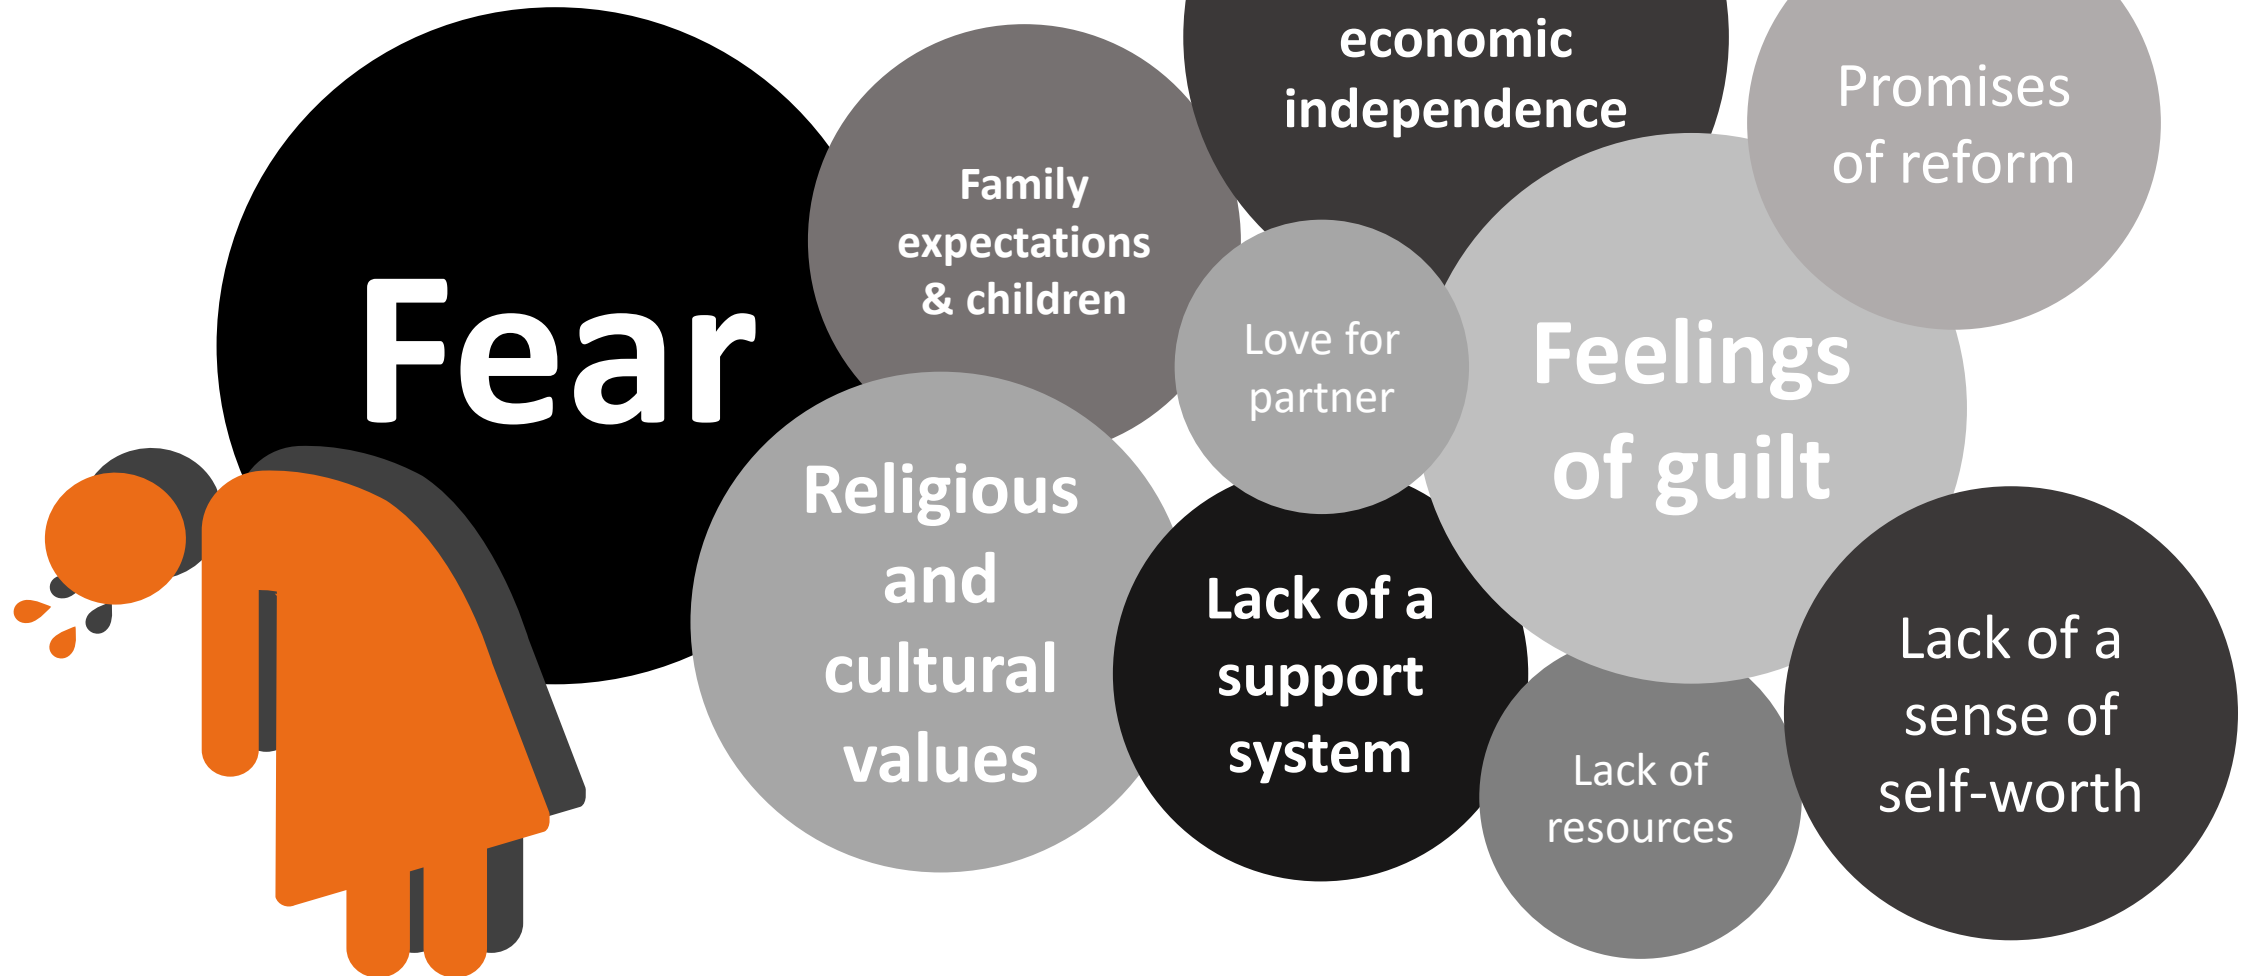 Fear
Family
expectations
& children
economic
independence
Promises
of reform
Love for
partner
Feelings
of guilt
Religious
and
cultural
values
Lack of a
support
system
Lack of
resources
Lack of a
sense of
self-worth